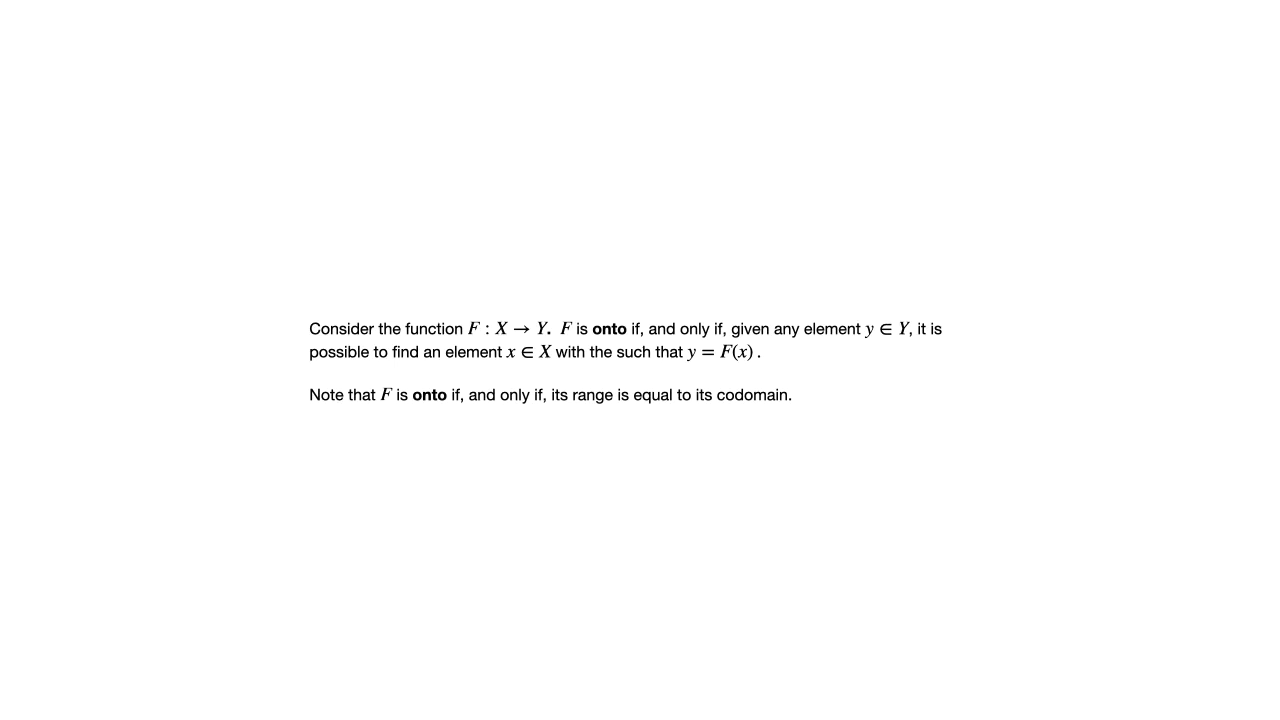 Consider the function F : X → Y. F is onto if, and only if, given any element y ∈ Y, it is
possible to find an element x ∈ X with the such that y = F(x) .
Note that F is onto if, and only if, its range is equal to its codomain.